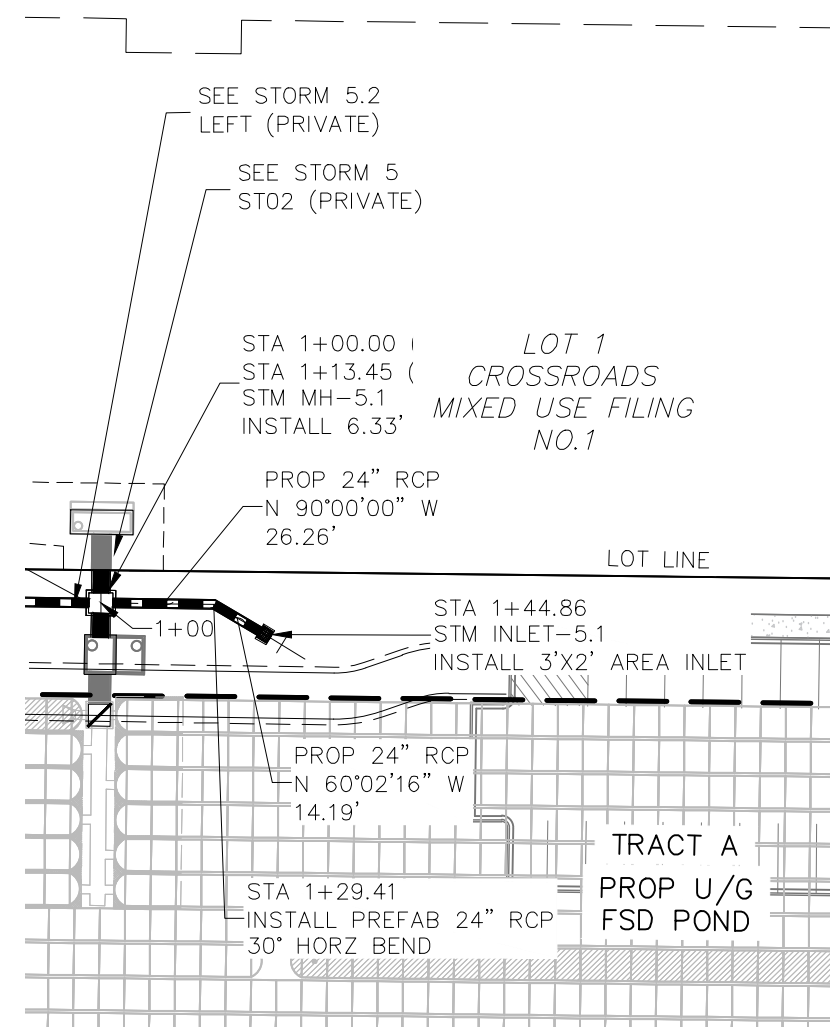 SEE STORM 5.2
LEFT (PRIVATE)
SEE STORM 5
ST02 (PRIVATE)
STA 1+00.00 (
STA 1+13.45 (
STM MH-5.1
INSTALL 6.33'
LOT 1
CROSSROADS
MIXED USE FILING
NO.1
PROP 24" RCP
N 90°00'00" W
26.26'
LOT LINE
1+00
STA 1+44.86
STM INLET-5.1
INSTALL 3'X2' AREA INLET
PROP 24" RCP
N 60°02'16" W
14.19'
TRACT A
PROP U/G
FSD POND
STA 1+29.41
INSTALL PREFAB 24" RCP
30° HORZ BEND